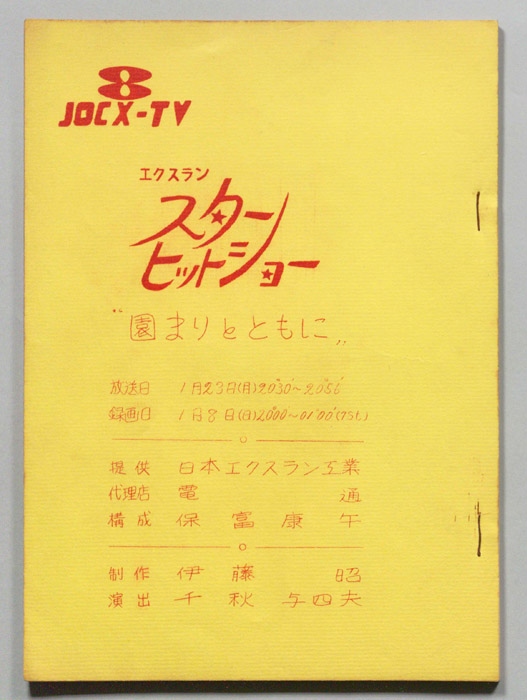 8
JOCX-TV
エクスラン
スター
ヒットショー
"園まりとともに"
放送日 1月23日(月)20:30〜20:56
録画日 1月8日(日)20:00〜01:00(7St)
提供 日本エクスラン工業
代理店 電通
構成 保富康午
制作 伊藤昭
演出 千秋与四夫